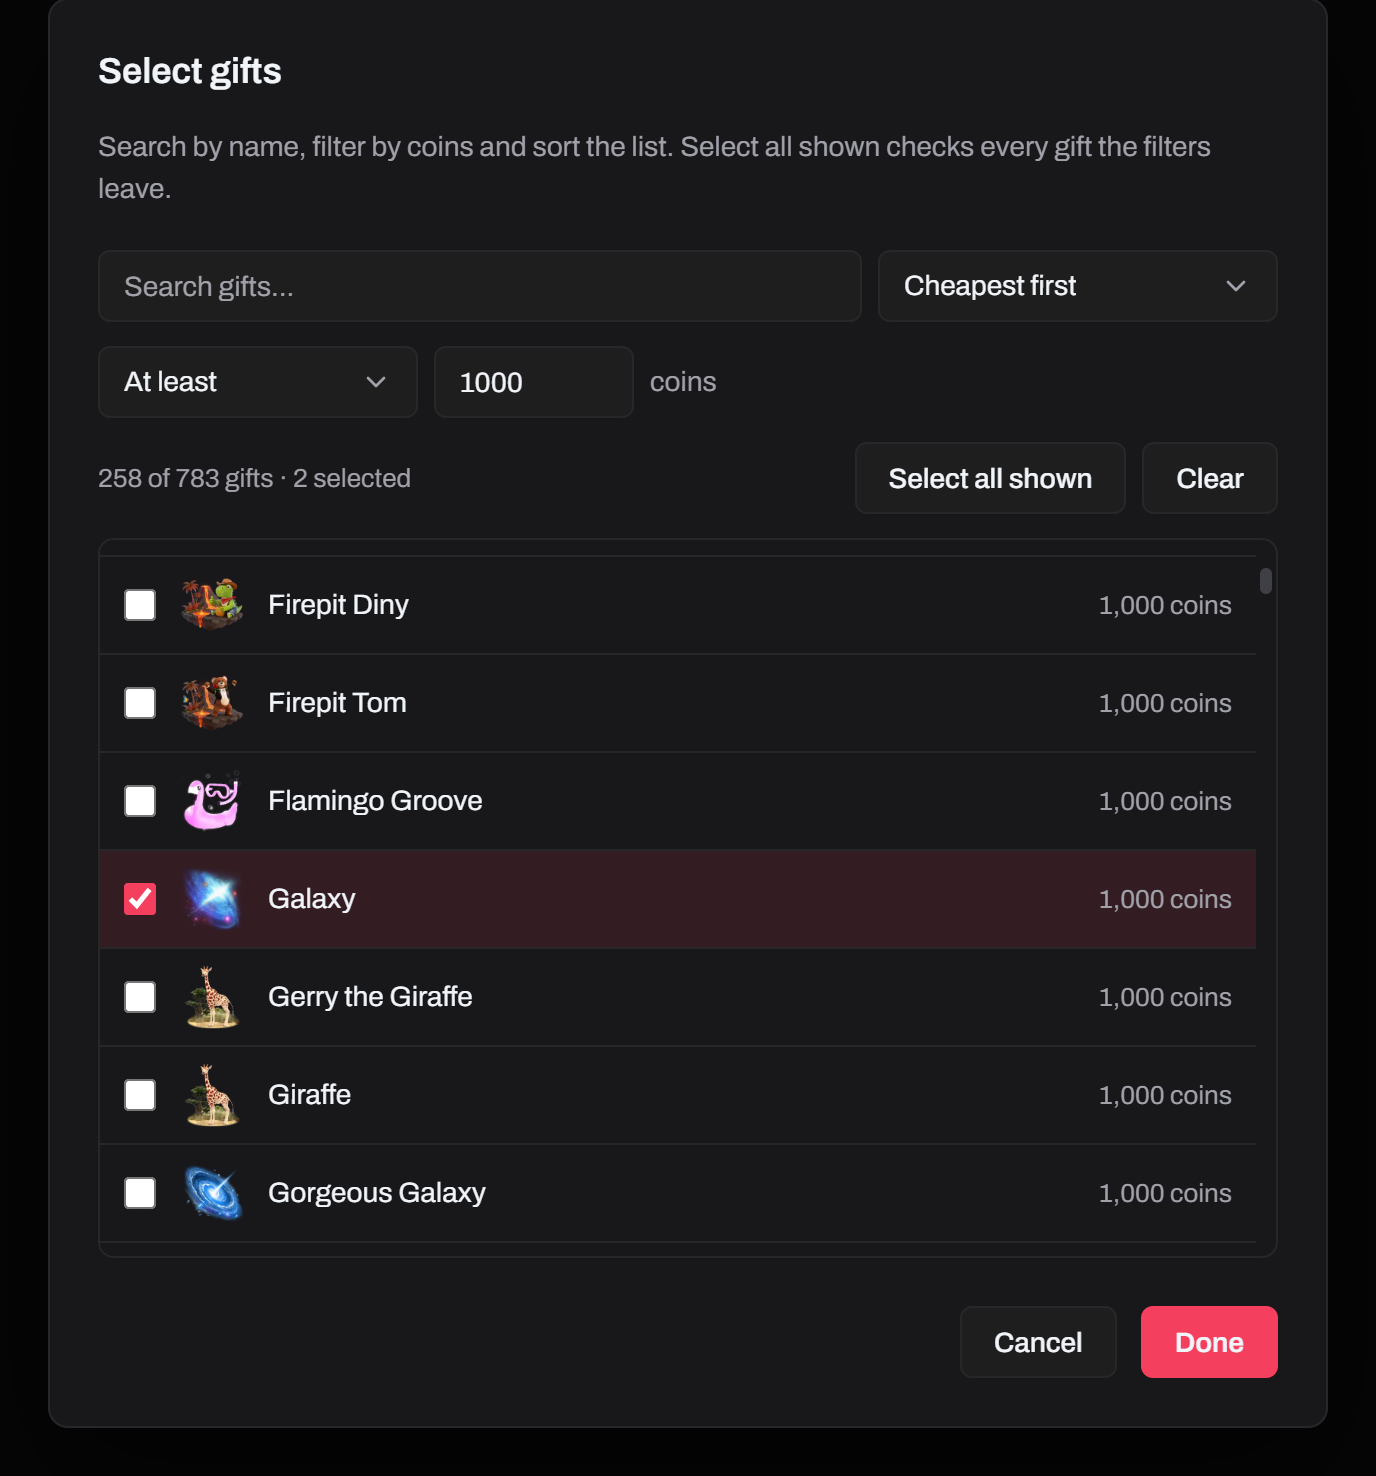 Select gifts
Search by name, filter by coins and sort the list. Select all shown checks every gift the filters
leave.
Search gifts...
Cheapest first
At least
1000
coins
258 of 783 gifts · 2 selected
Select all shown
Clear
Firepit Diny
1,000 coins
Firepit Tom
1,000 coins
Flamingo Groove
1,000 coins
Galaxy
1,000 coins
Gerry the Giraffe
1,000 coins
Giraffe
1,000 coins
Gorgeous Galaxy
1,000 coins
Cancel
Done